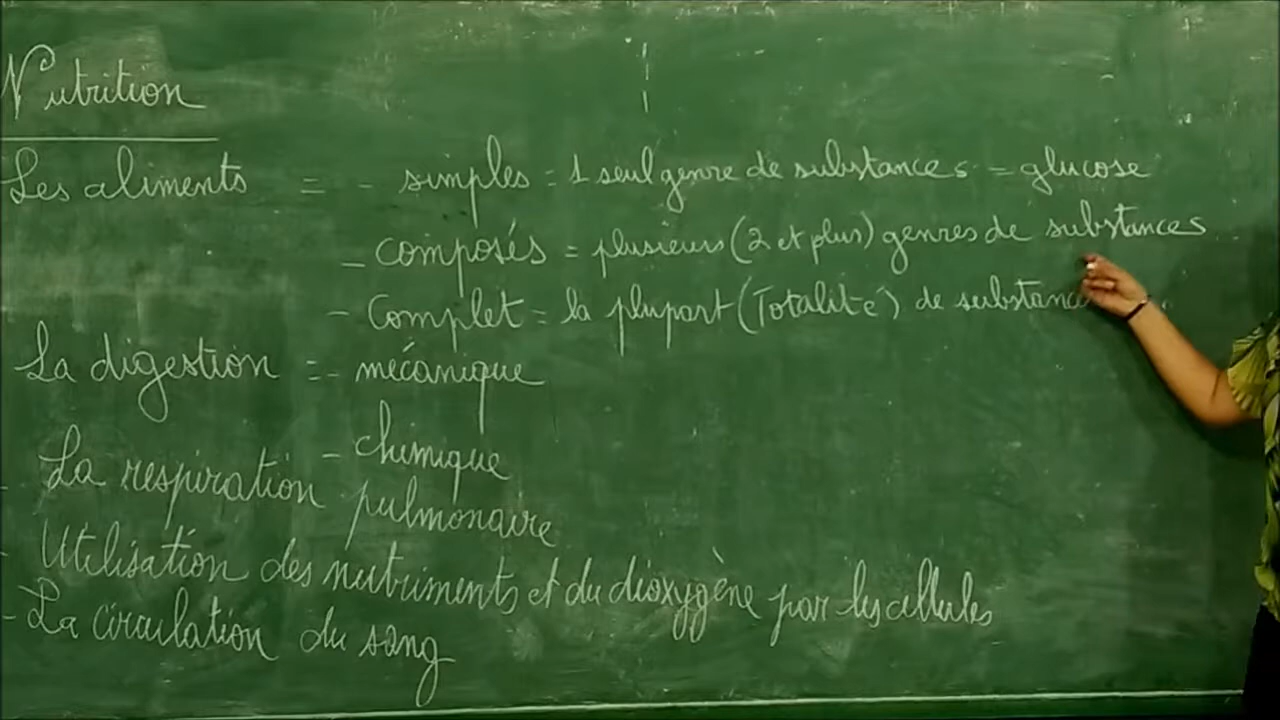 Nutrition
Les aliments = - simples = 1 seul genre de substances = glucose
- composés = plusieurs (2 et plus) genres de substances
- Complet = la plupart (Totalité) de substance
La digestion = - mécanique
- chimique
- La respiration pulmonaire
- Utilisation des nutriments et du dioxygène par les cellules
- La circulation du sang